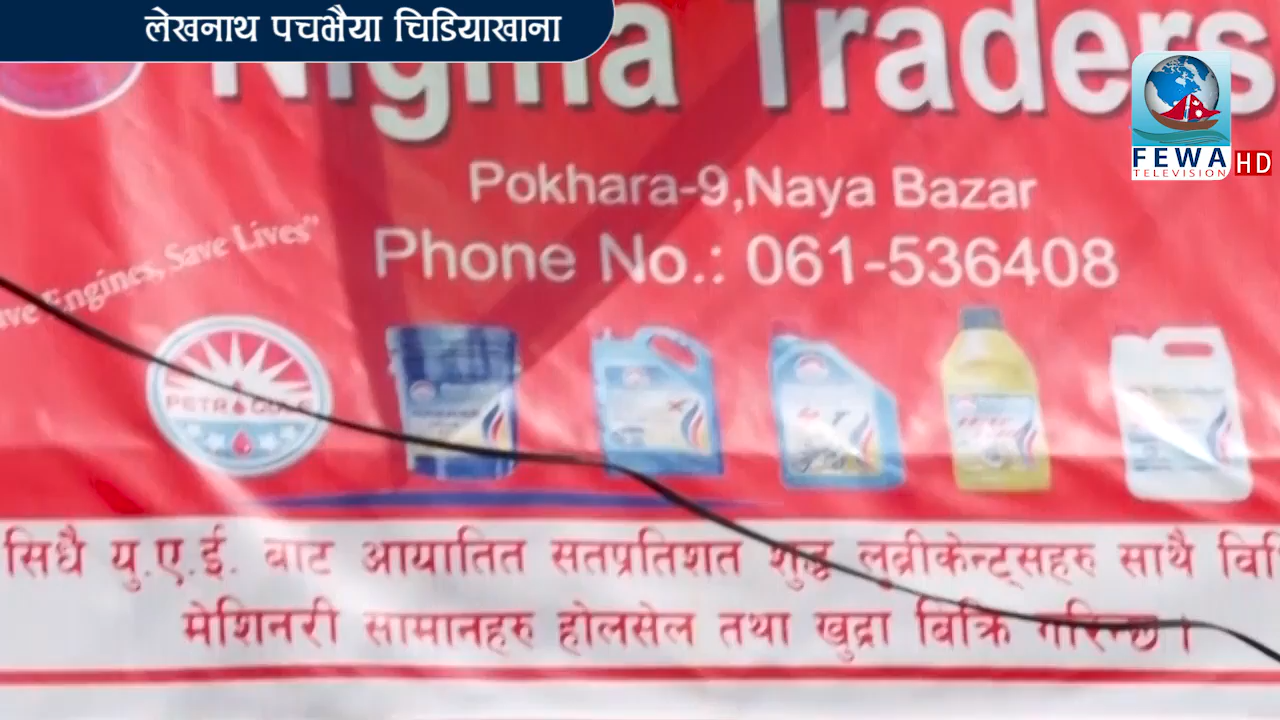 लेखनाथ पचभैया चिडियाखाना
Nigma Traders
FEWA HD
TELEVISION
Pokhara-9,Naya Bazar
Phone No.: 061-536408
Engines, Save Lives"
सिधै यु.ए.ई. बाट आयातित सतप्रतिशत शुद्ध लुब्रीकेन्ट्सहरु साथै
मेशिनरी सामानहरु होलसेल तथा खुद्रा बिक्रि गरिन्छ ।